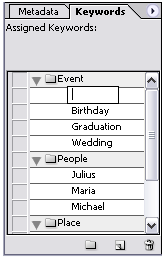 Metadata Keywords
Assigned Keywords:
Event
Birthday
Graduation
Wedding
People
Julius
Maria
Michael
Place